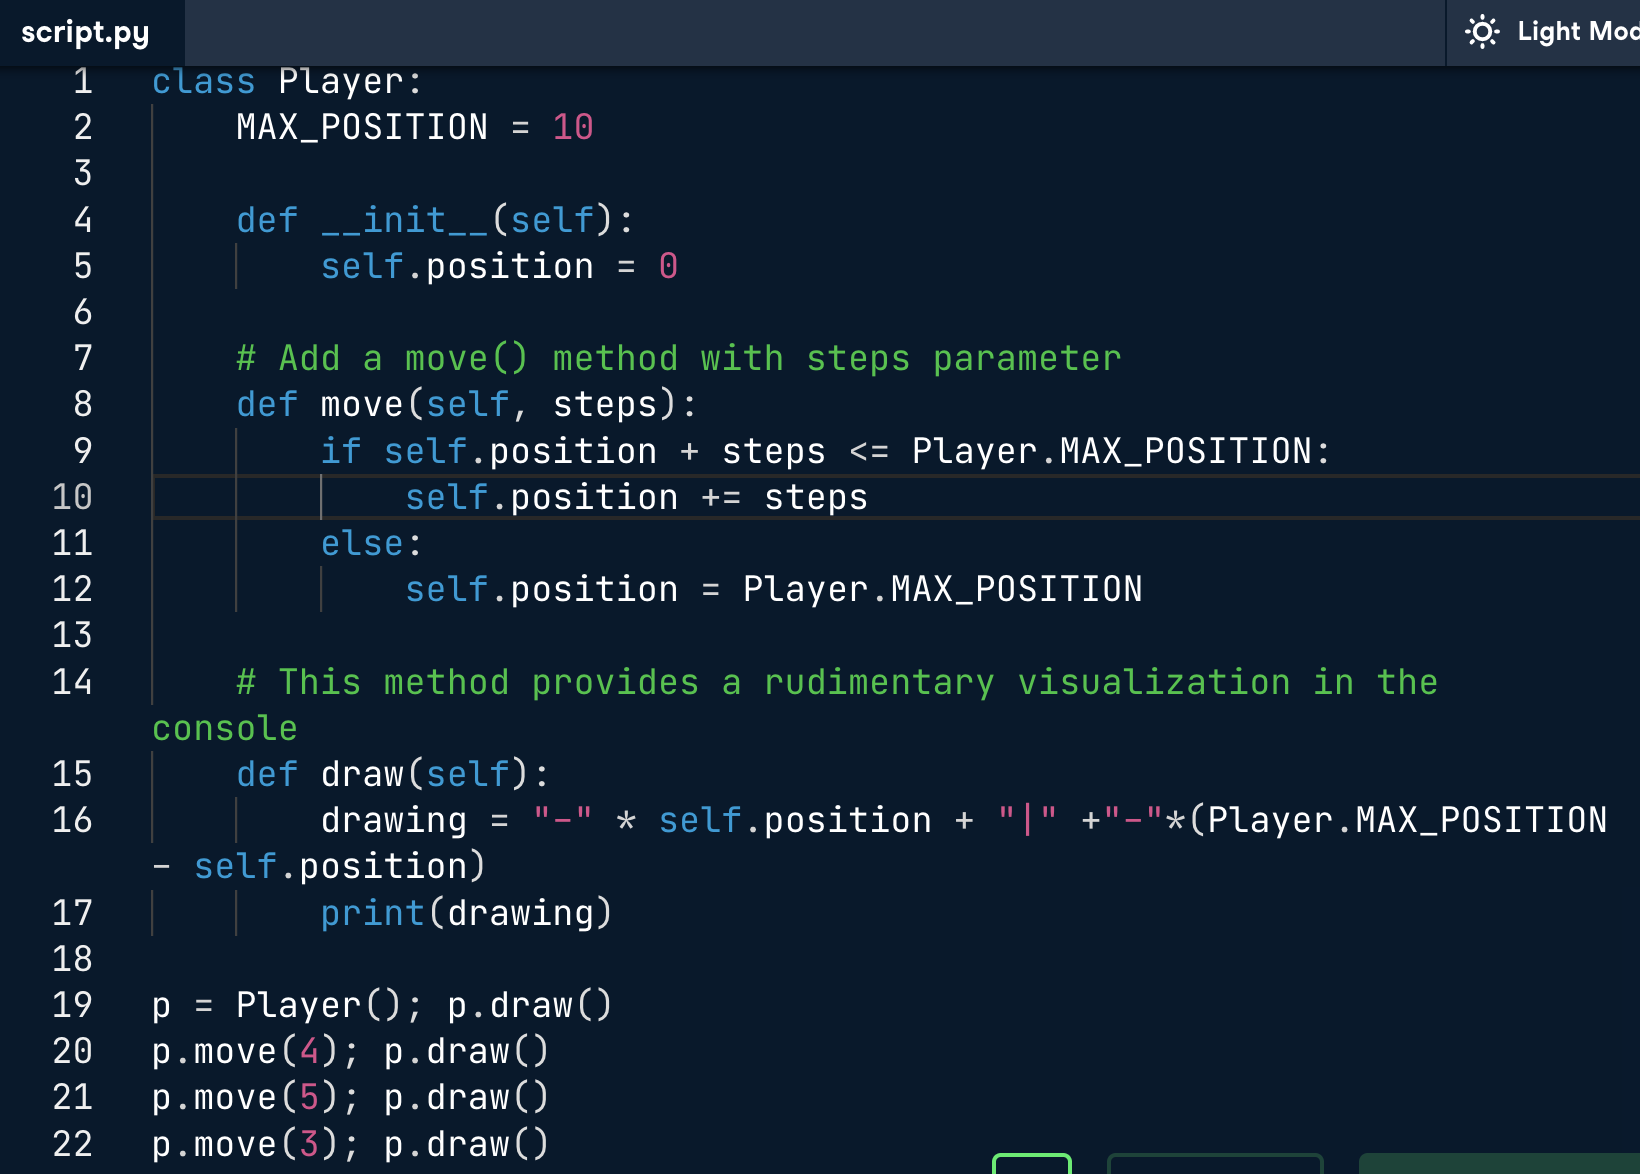 script.py
Light Mod
1 class Player:
2     MAX_POSITION = 10
3
4     def __init__(self):
5         self.position = 0
6
7     # Add a move() method with steps parameter
8     def move(self, steps):
9         if self.position + steps <= Player.MAX_POSITION:
10             self.position += steps
11         else:
12             self.position = Player.MAX_POSITION
13
14     # This method provides a rudimentary visualization in the
console
15     def draw(self):
16         drawing = "-" * self.position + "|" +"-"*(Player.MAX_POSITION
- self.position)
17         print(drawing)
18
19 p = Player(); p.draw()
20 p.move(4); p.draw()
21 p.move(5); p.draw()
22 p.move(3); p.draw()